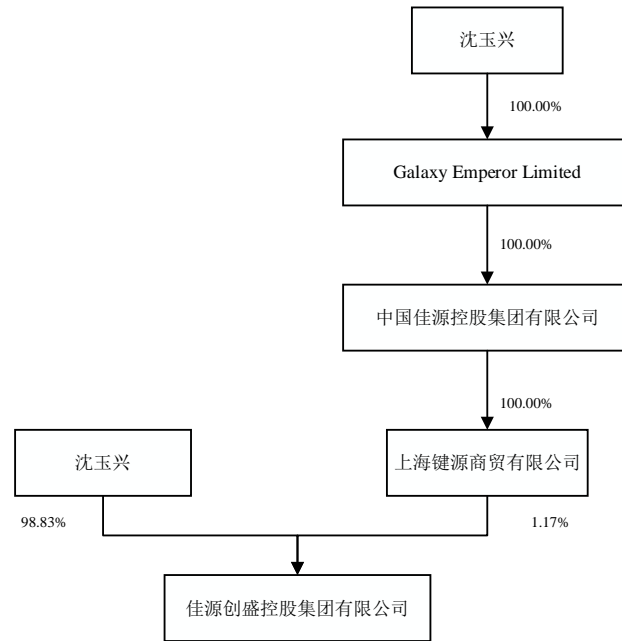 沈玉兴
100.00%
Galaxy Emperor Limited
100.00%
中国佳源控股集团有限公司
100.00%
沈玉兴
上海键源商贸有限公司
98.83%
1.17%
佳源创盛控股集团有限公司